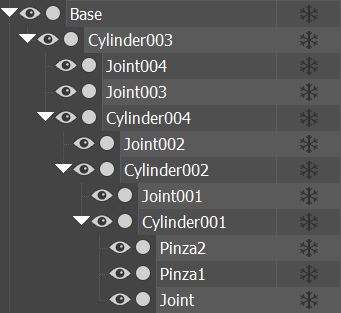 Base
Cylinder003
Joint004
Joint003
Cylinder004
Joint002
Cylinder002
Joint001
Cylinder001
Pinza2
Pinza1
Joint